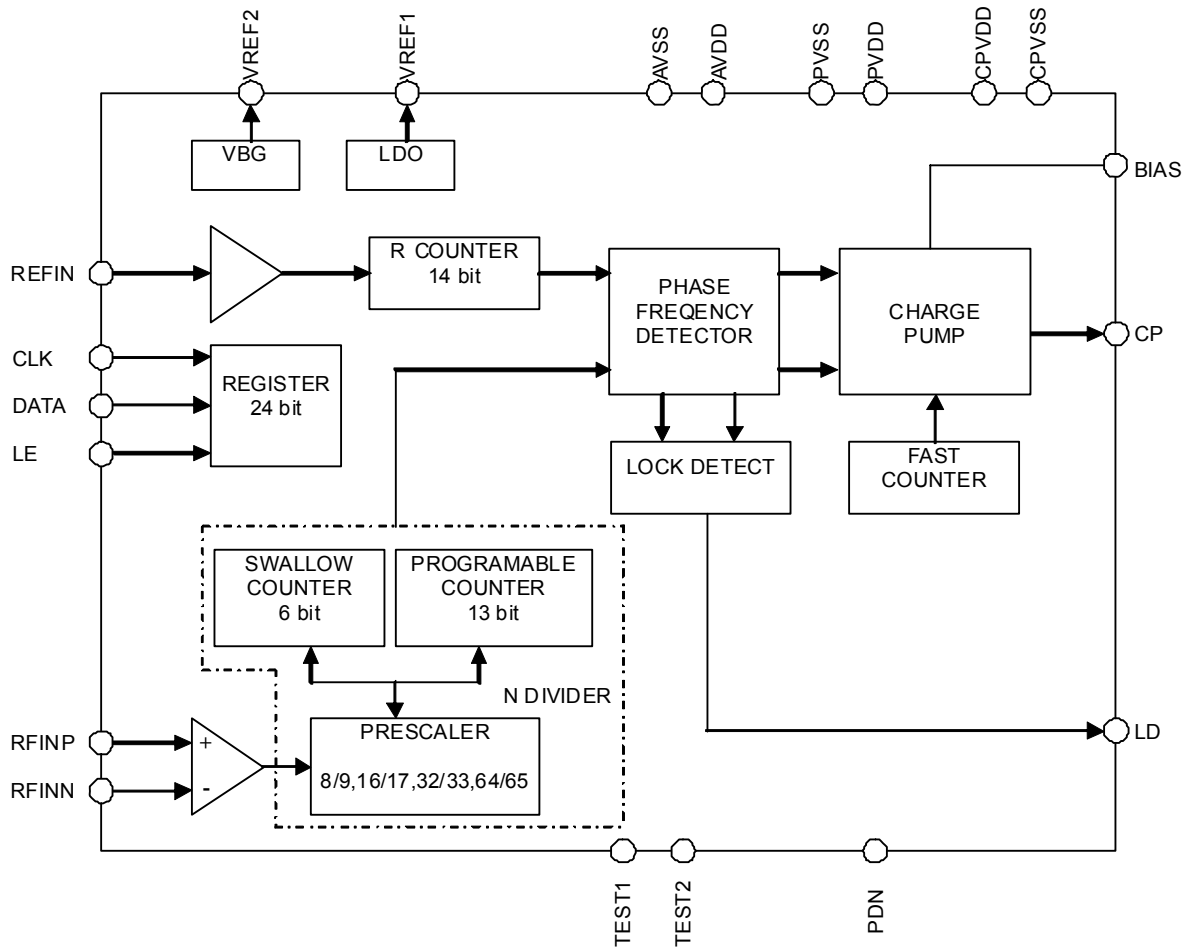 VREF2
VREF1
AVSS
AVDD
PVSS
PVDD
CPVDD
CPVSS
VBG
LDO
BIAS
REFIN
R COUNTER
14 bit
PHASE
FREQENCY
DETECTOR
CHARGE
PUMP
CP
CLK
DATA
LE
REGISTER
24 bit
LOCK DETECT
FAST
COUNTER
SWALLOW
COUNTER
6 bit
PROGRAMABLE
COUNTER
13 bit
N DIVIDER
RFINP
RFINN
+
-
PRESCALER
8/9,16/17,32/33,64/65
LD
TEST1
TEST2
PDN